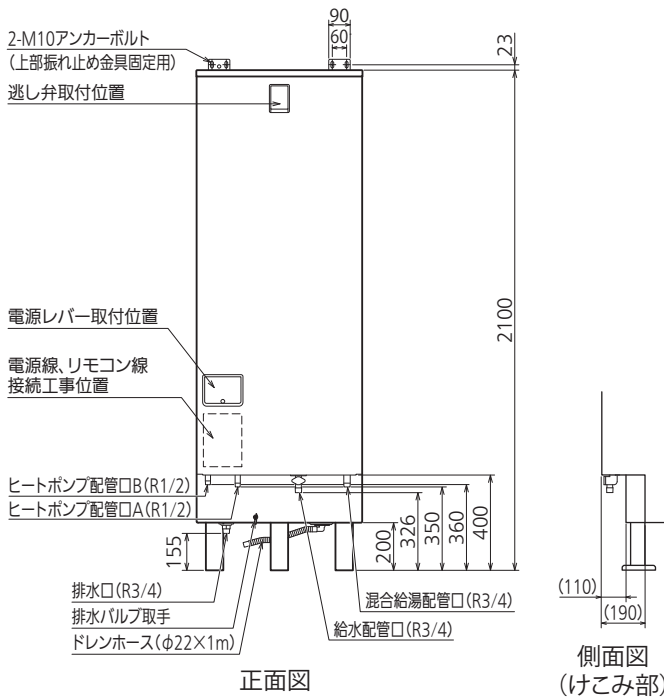 90
60
23
2-M10アンカーボルト
(上部振れ止め金具固定用)
逃し弁取付位置
2100
電源レバー取付位置
電源線、リモコン線
接続工事位置
ヒートポンプ配管口B(R1/2)
ヒートポンプ配管口A(R1/2)
155
200
326
350
360
400
排水口(R3/4)
排水バルブ取手
ドレンホース(φ22×1m)
混合給湯配管口(R3/4)
給水配管口(R3/4)
正面図
(110)
(190)
側面図
(けこみ部)